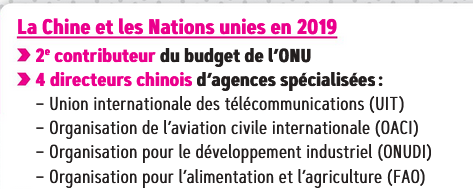 La Chine et les Nations unies en 2019
2e contributeur du budget de l'ONU
4 directeurs chinois d'agences spécialisées :
– Union internationale des télécommunications (UIT)
– Organisation de l'aviation civile internationale (OACI)
– Organisation pour le développement industriel (ONUDI)
– Organisation pour l'alimentation et l'agriculture (FAO)